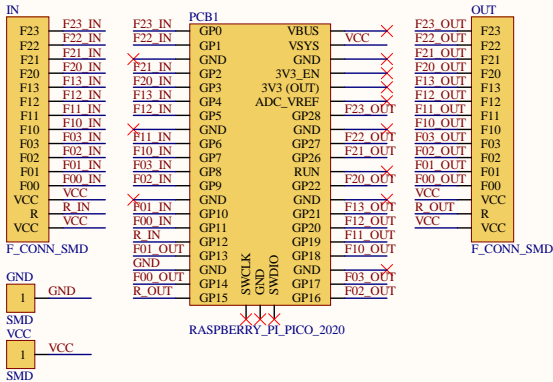 IN
F23 F23_IN
F22 F22_IN
F21 F21_IN
F20 F20_IN
F13 F13_IN
F12 F12_IN
F11 F11_IN
F10 F10_IN
F03 F03_IN
F02 F02_IN
F01 F01_IN
F00 F00_IN
VCC VCC
R R_IN
VCC VCC
F_CONN_SMD
GND
1 GND
SMD
VCC
1 VCC
SMD
PCB1
F23_IN GP0 VBUS
F22_IN GP1 VSYS VCC
GND GND
F21_IN GP2 3V3_EN
F20_IN GP3 3V3 (OUT)
F13_IN GP4 ADC_VREF
F12_IN GP5 GP28 F23_OUT
GND GND
F11_IN GP6 GP27 F22_OUT
F10_IN GP7 GP26 F21_OUT
F03_IN GP8 RUN
F02_IN GP9 GP22 F20_OUT
GND GND
F01_IN GP10 GP21 F13_OUT
F00_IN GP11 GP20 F12_OUT
R_IN GP12 GP19 F11_OUT
F01_OUT GP13 GP18 F10_OUT
GND GND GND
F00_OUT GP14 GP17 F03_OUT
R_OUT GP15 GP16 F02_OUT
SWCLK
GND
SWDIO
RASPBERRY_PI_PICO_2020
OUT
F23_OUT F23
F22_OUT F22
F21_OUT F21
F20_OUT F20
F13_OUT F13
F12_OUT F12
F11_OUT F11
F10_OUT F10
F03_OUT F03
F02_OUT F02
F01_OUT F01
F00_OUT F00
VCC VCC
R_OUT R
VCC VCC
F_CONN_SMD